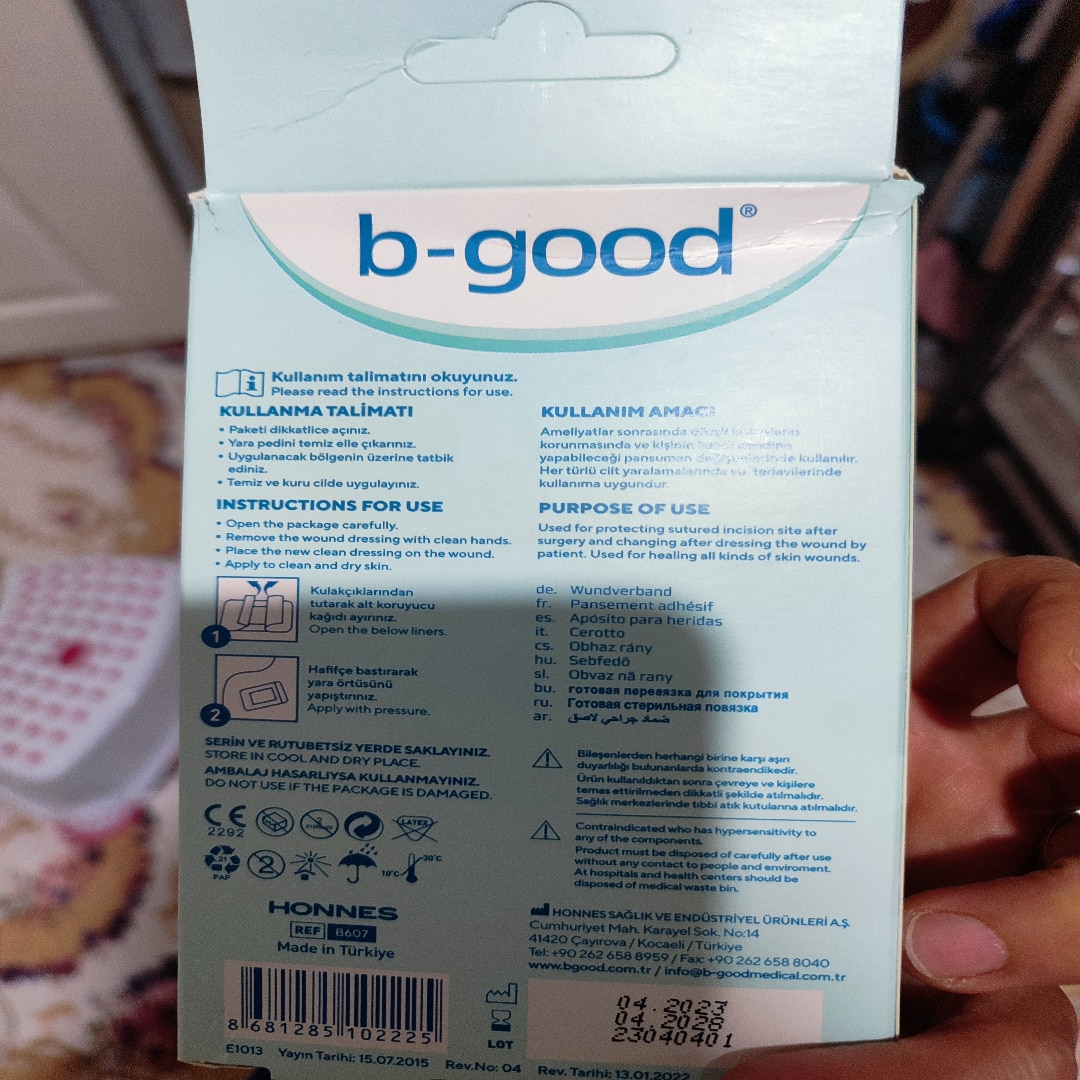 b-good®
Kullanım talimatını okuyunuz.
Please read the instructions for use.
KULLANMA TALİMATI
• Paketi dikkatlice açınız.
• Yara pedini temiz elle çıkarınız.
• Uygulanacak bölgenin üzerine tatbik
ediniz.
• Temiz ve kuru cilde uygulayınız.
INSTRUCTIONS FOR USE
• Open the package carefully.
• Remove the wound dressing with clean hands.
• Place the new clean dressing on the wound.
• Apply to clean and dry skin.
1
Kulakçıklarından
tutarak alt koruyucu
kağıdı ayırınız.
Open the below liners.
2
Hafifçe bastırarak
yara örtüsünü
yapıştırınız.
Apply with pressure.
SERİN VE RUTUBETSİZ YERDE SAKLAYINIZ.
STORE IN COOL AND DRY PLACE.
AMBALAJ HASARLIYSA KULLANMAYINIZ.
DO NOT USE IF THE PACKAGE IS DAMAGED.
CE
2292
LATEX
21
PAP
2
10°C
30°C
HONNES
REF B607
Made in Türkiye
8 681285 102225
E1013 Yayın Tarihi: 15.07.2015 Rev.No: 04 Rev. Tarihi: 13.01.2022
KULLANIM AMACI
Ameliyatlar sonrasında dikişli
korunmasında ve kişinin
yapabileceği pansuman değişimlerinde kullanılır.
Her türlü cilt yaralamalarında ve tedavilerinde
kullanıma uygundur.
PURPOSE OF USE
Used for protecting sutured incision site after
surgery and changing after dressing the wound by
patient. Used for healing all kinds of skin wounds.
de. Wundverband
fr. Pansement adhésif
es. Apósito para heridas
it. Cerotto
cs. Obhaz rány
hu. Sebfedő
sl. Obvaz nă rany
bu. готовая перевязка для покрытия
ru. Готовая стерильная повязка
ar. ضماد جراحي لاصق
Bileşenlerden herhangi birine karşı aşırı
duyarlılığı bulunanlarda kontraendikedir.
Ürün kullanıldıktan sonra çevreye ve kişilere
temas ettirilmeden dikkatli şekilde atılmalıdır.
Sağlık merkezlerinde tıbbi atık kutularına atılmalıdır.
Contraindicated who has hypersensitivity to
any of the components.
Product must be disposed of carefully after use
without any contact to people and enviroment.
At hospitals and health centers should be
disposed of medical waste bin.
HONNES SAĞLIK VE ENDÜSTRİYEL ÜRÜNLERİ A.Ş.
Cumhuriyet Mah. Karayel Sok. No:14
41420 Çayırova / Kocaeli / Türkiye
Tel: +90 262 658 8959 / Fax: +90 262 658 8040
www.bgood.com.tr / info@b-goodmedical.com.tr
04.2023
04.2028
LOT 23040401